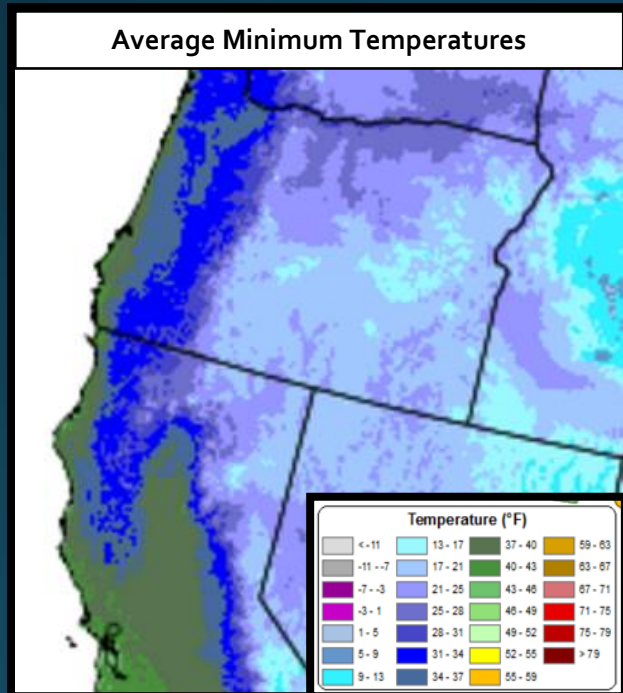 Average Minimum Temperatures
Temperature (°F)
< -11
-11 - -7
-7 - -3
-3 - 1
1 - 5
5 - 9
9 - 13
13 - 17
17 - 21
21 - 25
25 - 28
28 - 31
31 - 34
34 - 37
37 - 40
40 - 43
43 - 46
46 - 49
49 - 52
52 - 55
55 - 59
59 - 63
63 - 67
67 - 71
71 - 75
75 - 79
> 79